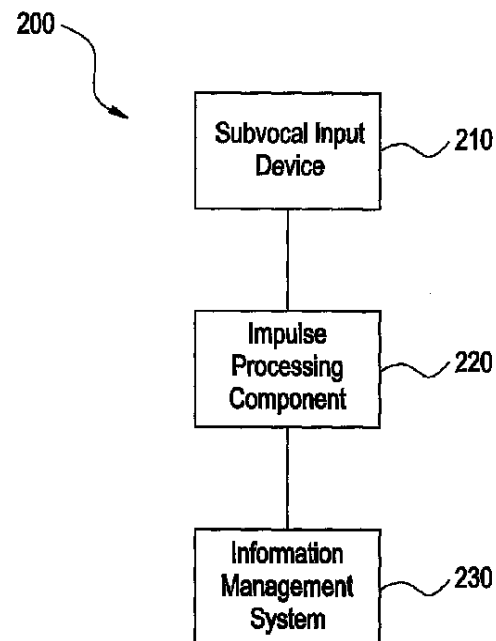 200
Subvocal Input
Device
210
Impulse
Processing
Component
220
Information
Management
System
230